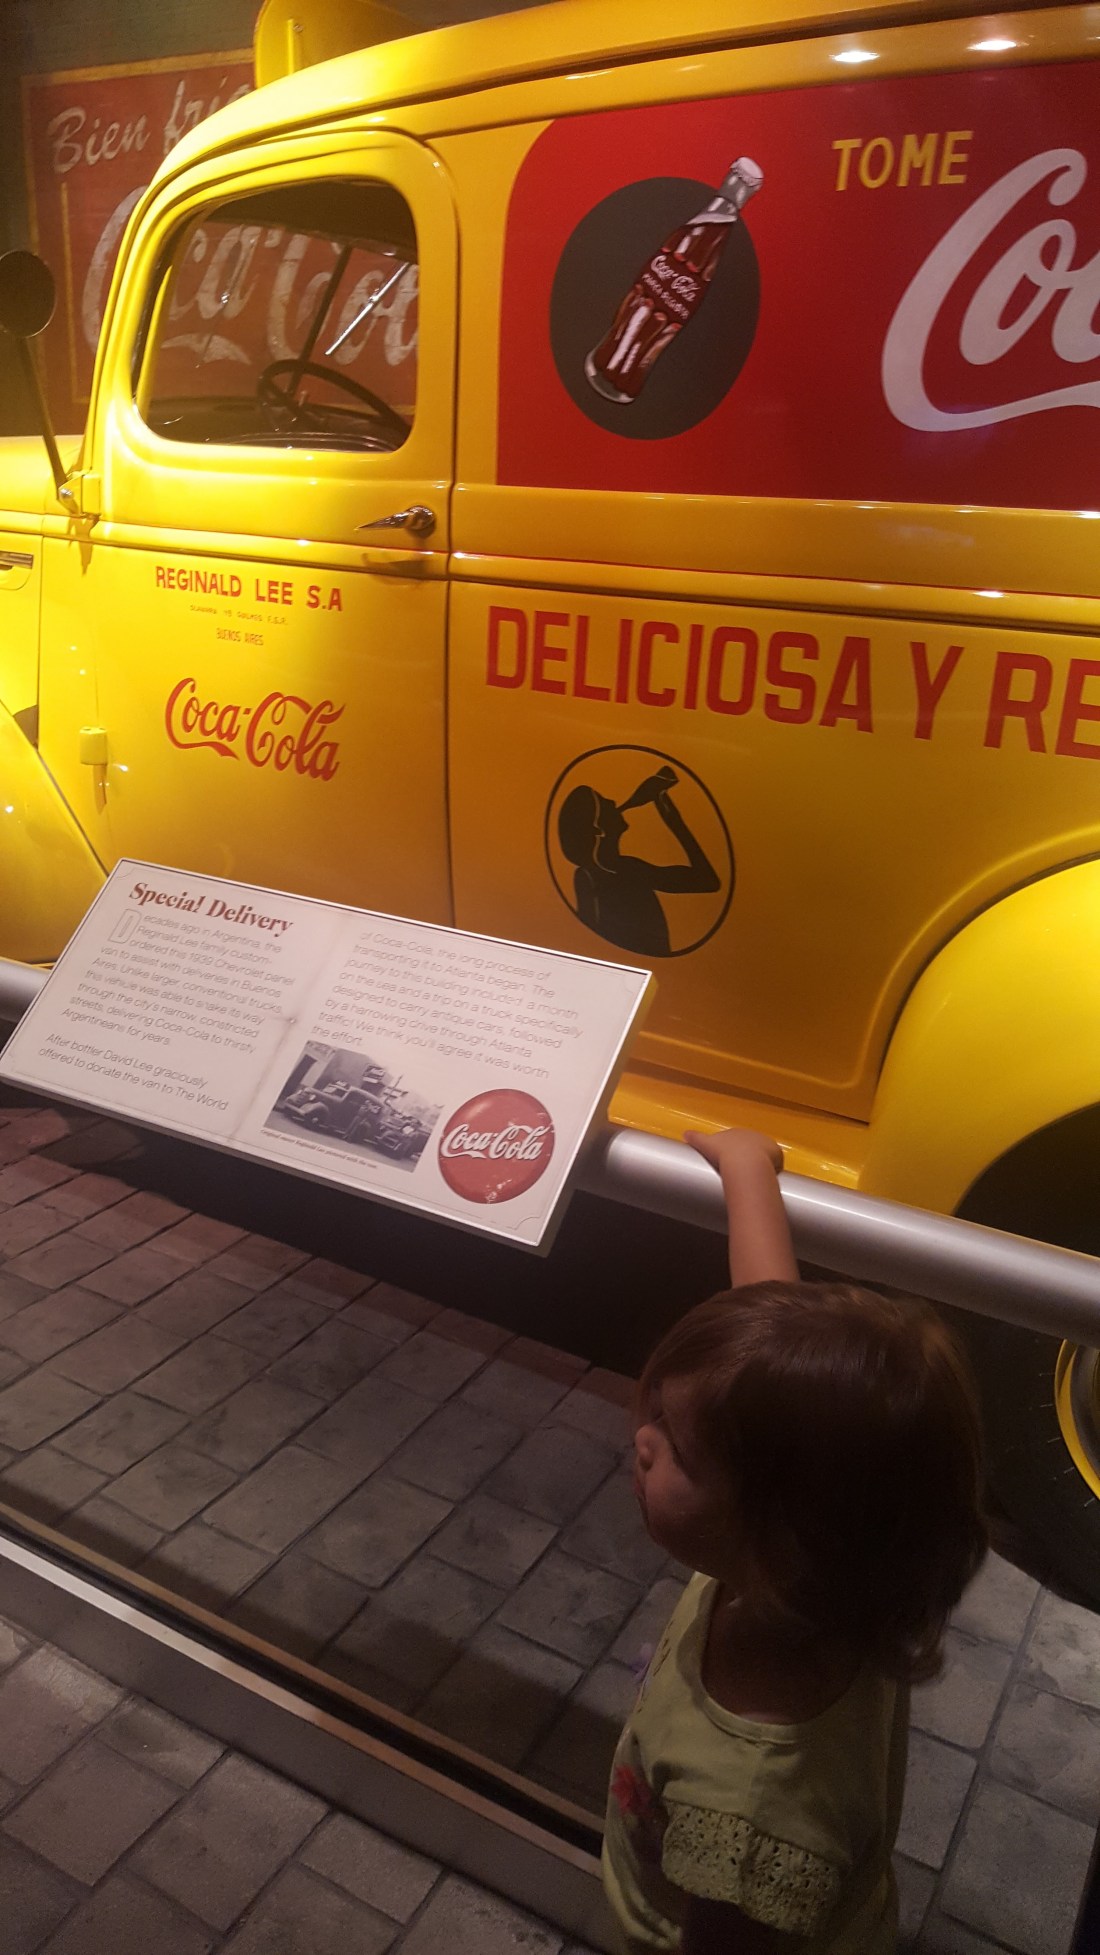 Bien fría
Coca-Cola
TOME
Coca-Cola
Coca-Cola
REGINALD LEE S.A
BUENOS AIRES
Coca-Cola
DELICIOSA Y RE
Special Delivery
Decades ago in Argentina, the
Reginald Lee family custom-
ordered this 1939 Chevrolet panel
van to assist with deliveries in Buenos
Aires. Unlike larger, conventional trucks,
this vehicle was able to snake its way
through the city's narrow, constricted
streets, delivering Coca-Cola to thirsty
Argentineans for years.
After bottler David Lee graciously
offered to donate the van to The World
of Coca-Cola, the long process of
transporting it to Atlanta began. The
journey to this building included a month
on the sea and a trip on a truck specifically
designed to carry antique cars, followed
by a harrowing drive through Atlanta
traffic! We think you'll agree it was worth
the effort.
Coca-Cola